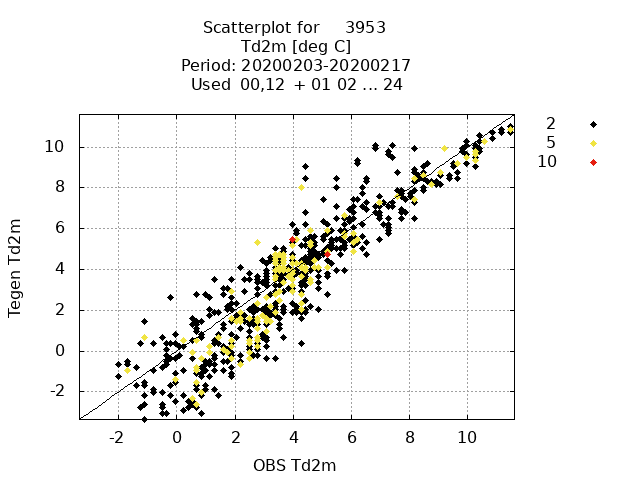 Scatterplot for 3953
Td2m [deg C]
Period: 20200203-20200217
Used 00,12 + 01 02 ... 24
2
5
10
10
8
6
4
2
0
-2
Tegen Td2m
-2 0 2 4 6 8 10
OBS Td2m